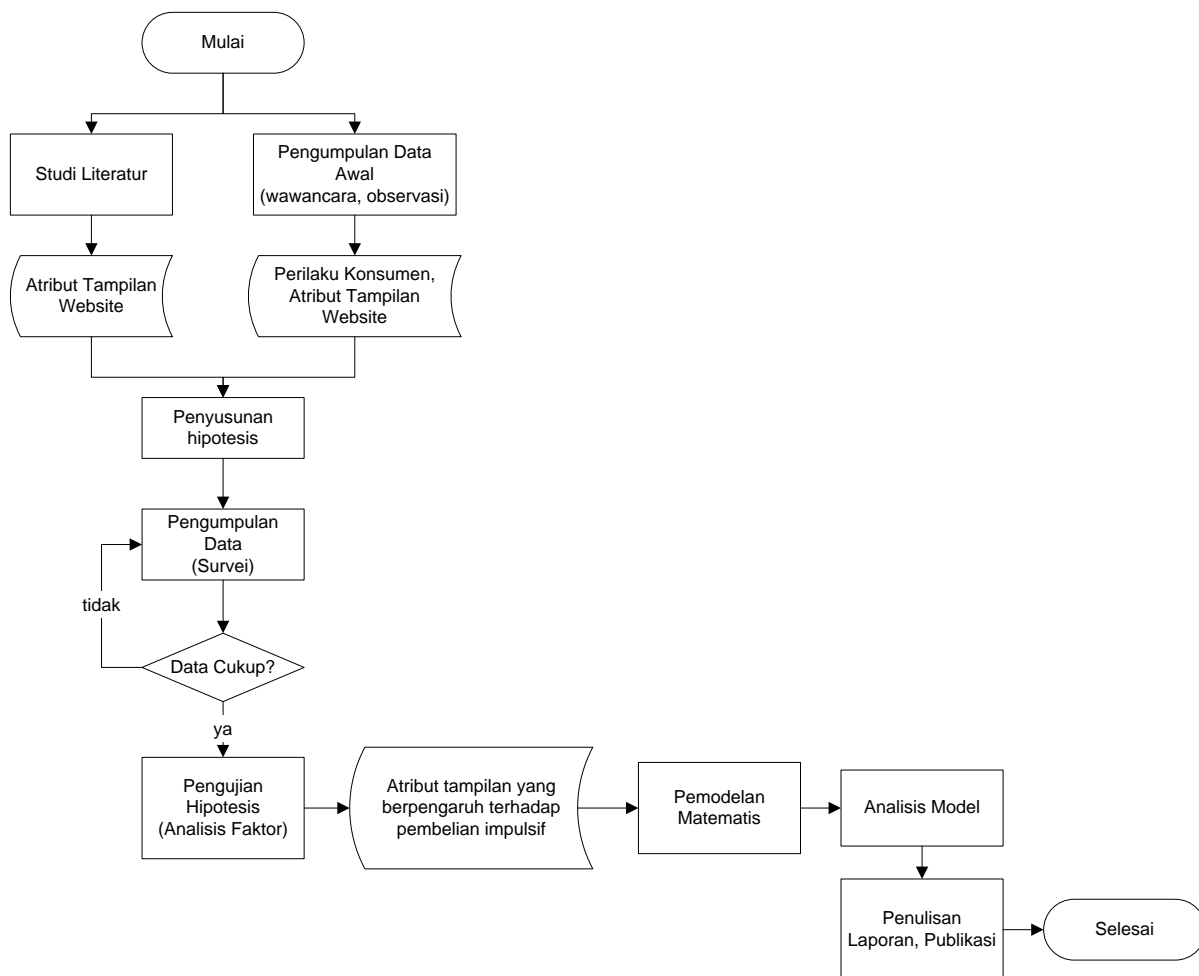 Mulai
Studi Literatur
Pengumpulan Data
Awal
(wawancara, observasi)
Atribut Tampilan
Website
Perilaku Konsumen,
Atribut Tampilan
Website
Penyusunan
hipotesis
Pengumpulan
Data
(Survei)
tidak
Data Cukup?
ya
Pengujian
Hipotesis
(Analisis Faktor)
Atribut tampilan yang
berpengaruh terhadap
pembelian impulsif
Pemodelan
Matematis
Analisis Model
Penulisan
Laporan, Publikasi
Selesai